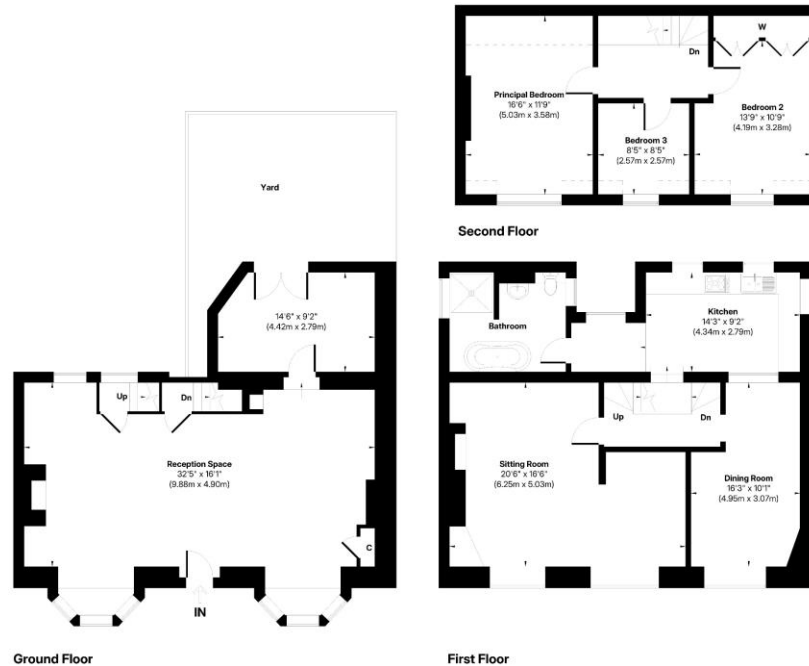 W
Dn
Principal Bedroom
16'6" x 11'9"
(5.03m x 3.58m)
Bedroom 2
13'9" x 10'9"
(4.19m x 3.28m)
Bedroom 3
8'5" x 8'5"
(2.57m x 2.57m)
Second Floor
Yard
14'6" x 9'2"
(4.42m x 2.79m)
Up
Dn
Reception Space
32'5" x 16'1"
(9.88m x 4.90m)
C
IN
Ground Floor
Bathroom
Kitchen
14'3" x 9'2"
(4.34m x 2.79m)
Up
Dn
Sitting Room
20'6" x 16'6"
(6.25m x 5.03m)
Dining Room
16'3" x 10'1"
(4.95m x 3.07m)
First Floor